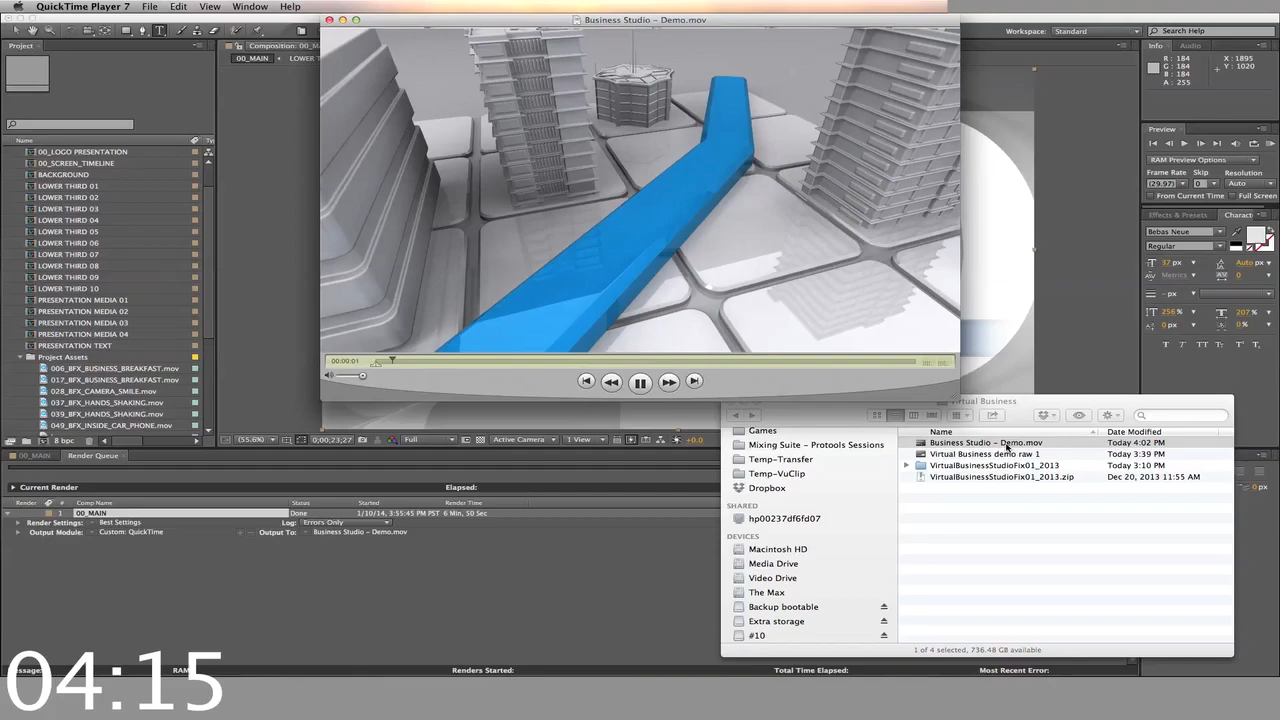 QuickTime Player 7 File Edit View Window Help
Business Studio – Demo.mov
Workspace: Standard
Search Help
Project
Composition: 00_MA
00_MAIN
LOWER T
Info Audio
R : 184
G : 184
B : 184
A : 255
X : 1895
Y : 1020
Name
Ty
00_LOGO PRESENTATION
00_SCREEN_TIMELINE
BACKGROUND
LOWER THIRD 01
LOWER THIRD 02
LOWER THIRD 03
LOWER THIRD 04
LOWER THIRD 05
LOWER THIRD 06
LOWER THIRD 07
LOWER THIRD 08
LOWER THIRD 09
LOWER THIRD 10
PRESENTATION MEDIA 01
PRESENTATION MEDIA 02
PRESENTATION MEDIA 03
PRESENTATION MEDIA 04
PRESENTATION TEXT
Project Assets
006_BFX_BUSINESS_BREAKFAST.mov
017_BFX_BUSINESS_BREAKFAST.mov
028_BFX_CAMERA_SMILE.mov
037_BFX_HANDS_SHAKING.mov
039_BFX_HANDS_SHAKING.mov
049_BFX_INSIDE_CAR_PHONE.mov
8 bpc
Preview
RAM Preview Options
Frame Rate Skip Resolution
(29.97) 0 Auto
From Current Time Full Screen
Effects & Presets Charact
Bebas Neue
Regular
37 px Auto px
Metrics 0
– px
256 % 207 %
0 px 0 %
00:00:01
(55.6%) 0;00;23;27 Full Active Camera 1 View +0.0
00_MAIN Render Queue
Current Render Elapsed:
Render # Comp Name Status Started Render Time
1 00_MAIN Done 1/10/14, 3:55:45 PM PST 6 Min, 50 Sec
Render Settings: Best Settings Log: Errors Only
Output Module: Custom: QuickTime Output To: Business Studio – Demo.mov
Virtual Business
Name Date Modified
Business Studio – Demo.mov Today 4:02 PM
Virtual Business demo raw 1 Today 3:39 PM
VirtualBusinessStudioFix01_2013 Today 3:10 PM
VirtualBusinessStudioFix01_2013.zip Dec 20, 2013 11:55 AM
Games
Mixing Suite – Protools Sessions
Temp-Transfer
Temp-VuClip
Dropbox
SHARED
hp00237df6fd07
DEVICES
Macintosh HD
Media Drive
Video Drive
The Max
Backup bootable
Extra storage
#10
1 of 4 selected, 736.48 GB available
Renders Started: Total Time Elapsed: Most Recent Error:
04:15